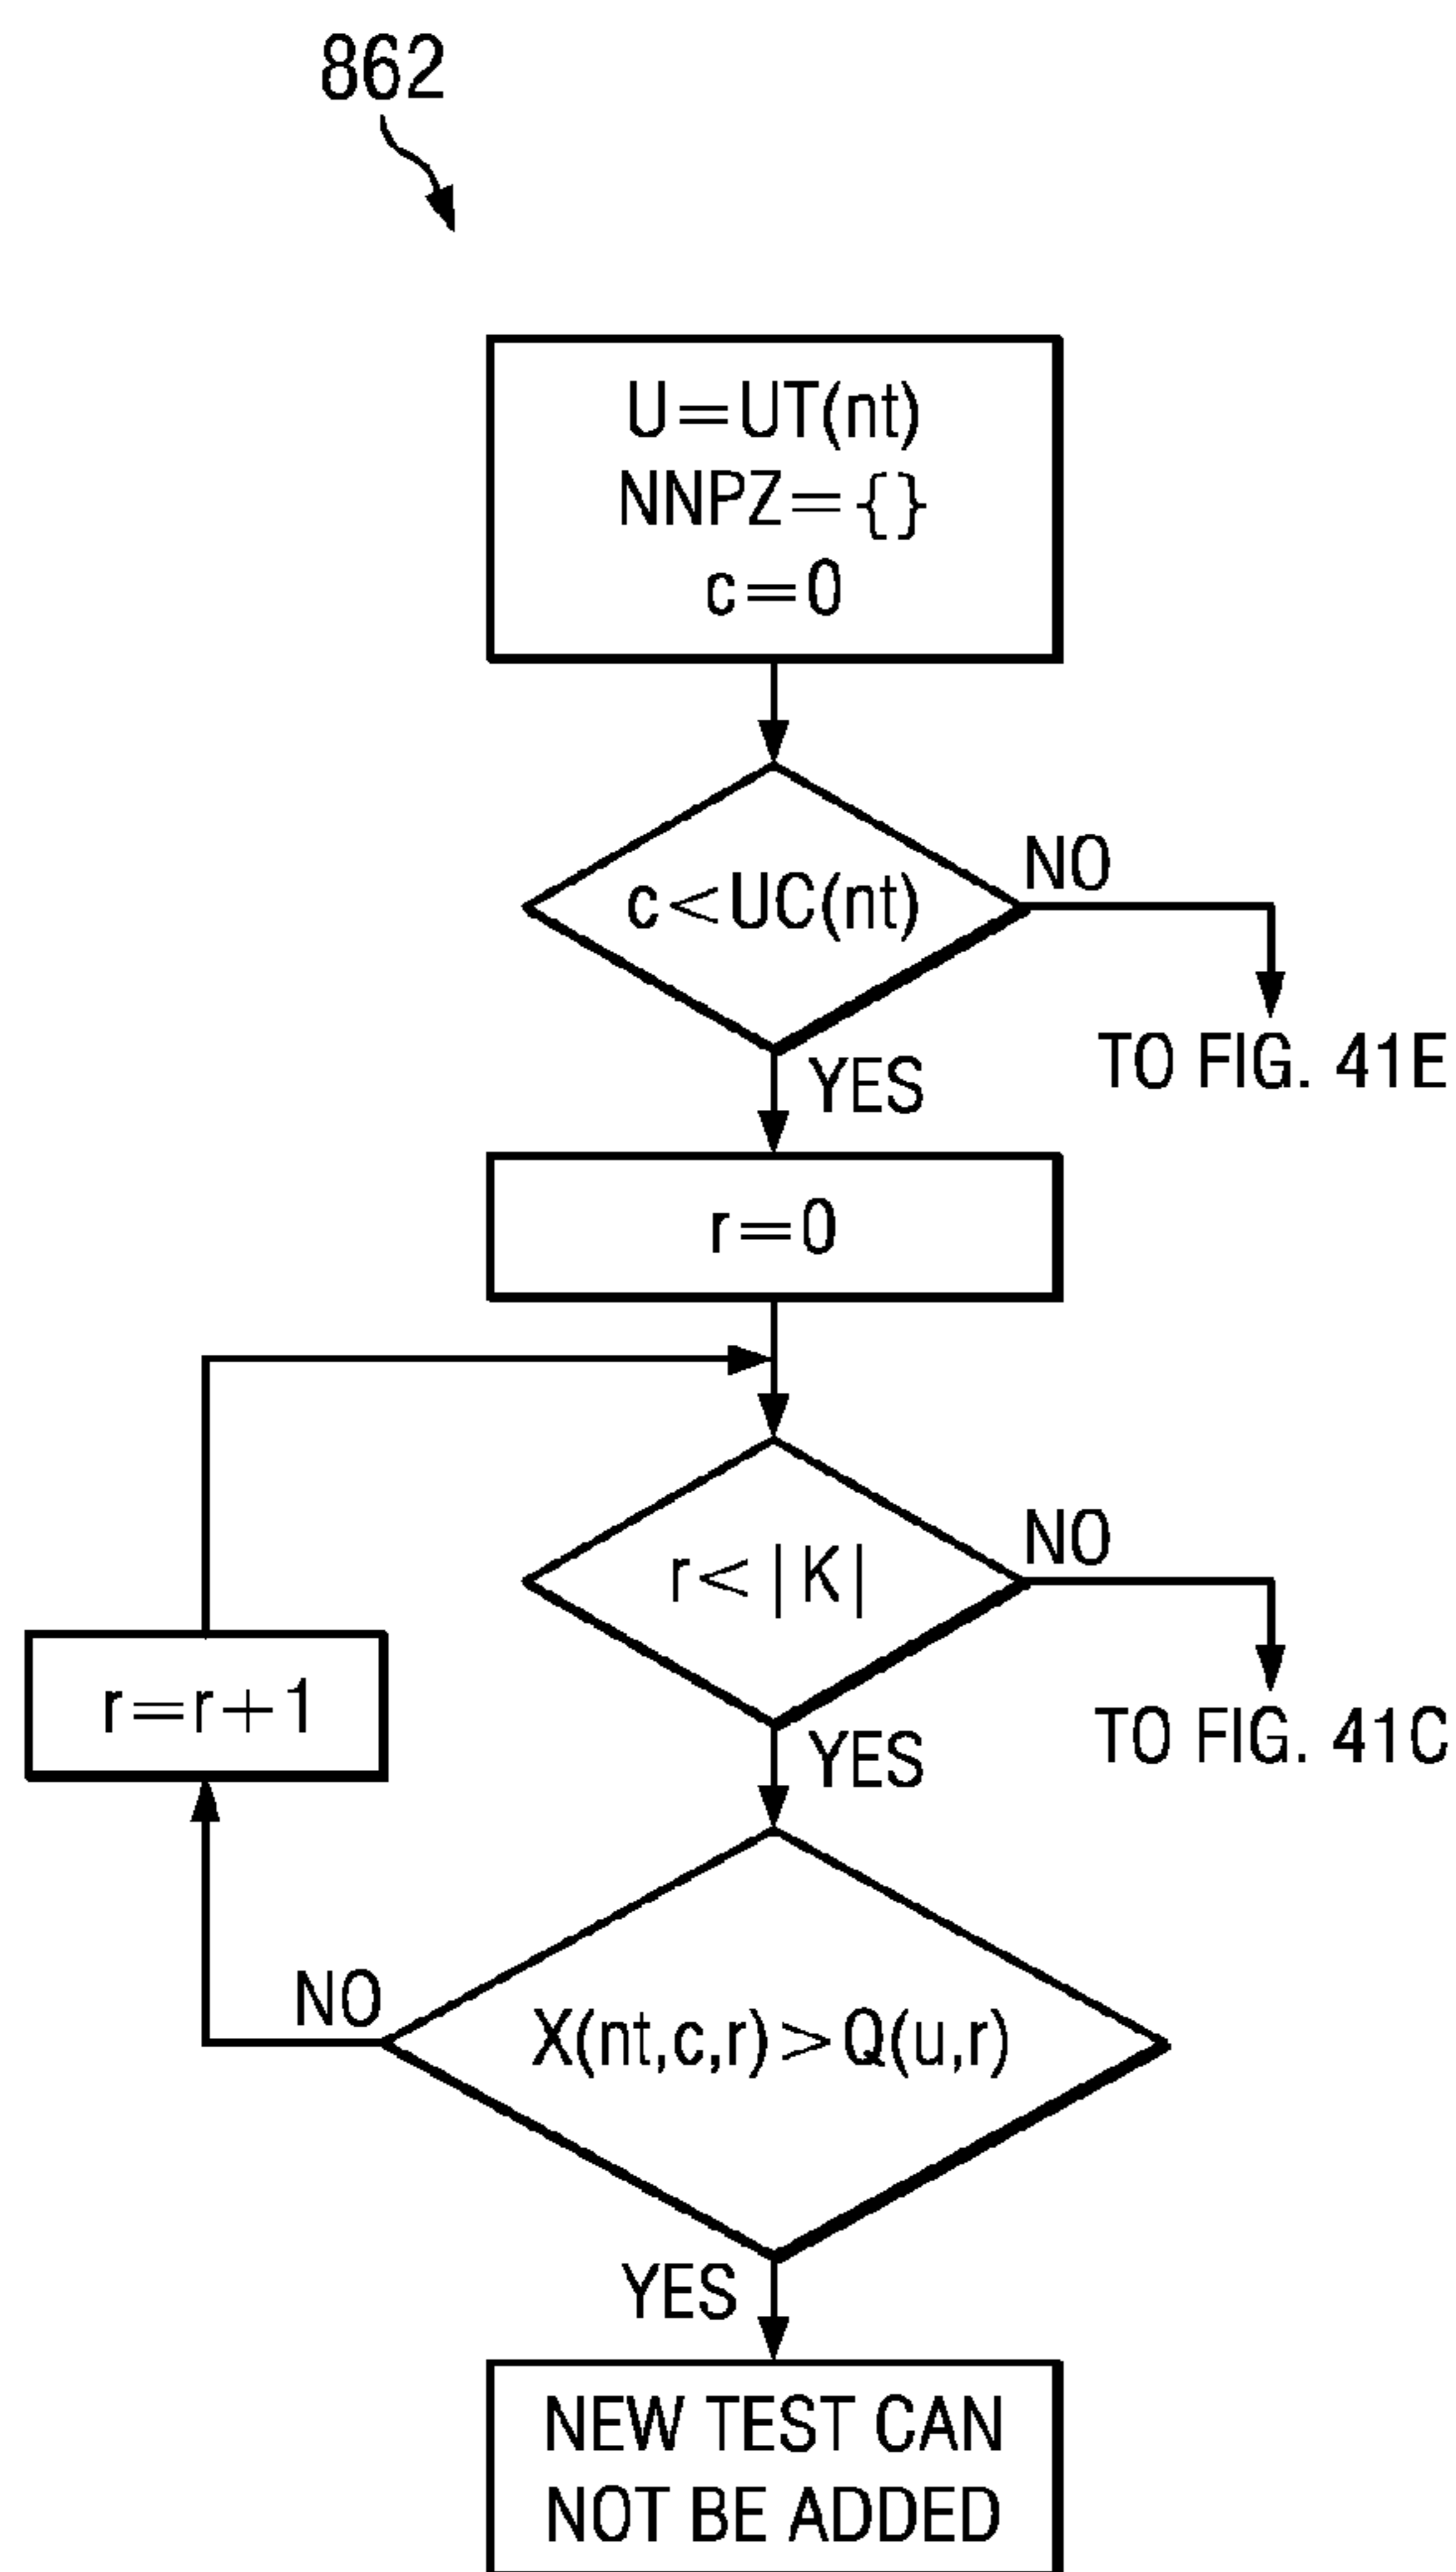 862
U=UT(nt)
NNPZ={}
c=0
c<UC(nt)
NO
TO FIG. 41E
YES
r=0
r<|K|
NO
TO FIG. 41C
r=r+1
YES
NO
X(nt,c,r)>Q(u,r)
YES
NEW TEST CAN
NOT BE ADDED